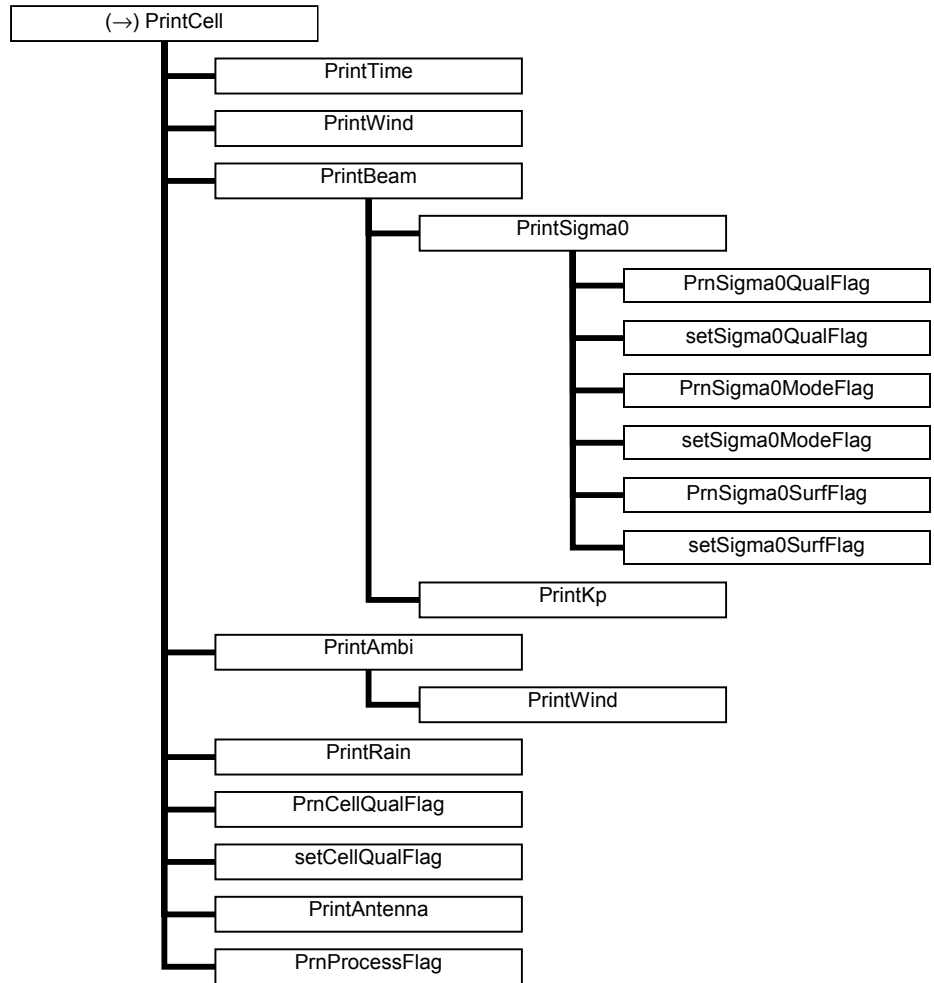 (→) PrintCell
PrintTime
PrintWind
PrintBeam
PrintSigma0
PrnSigma0QualFlag
setSigma0QualFlag
PrnSigma0ModeFlag
setSigma0ModeFlag
PrnSigma0SurfFlag
setSigma0SurfFlag
PrintKp
PrintAmbi
PrintWind
PrintRain
PrnCellQualFlag
setCellQualFlag
PrintAntenna
PrnProcessFlag